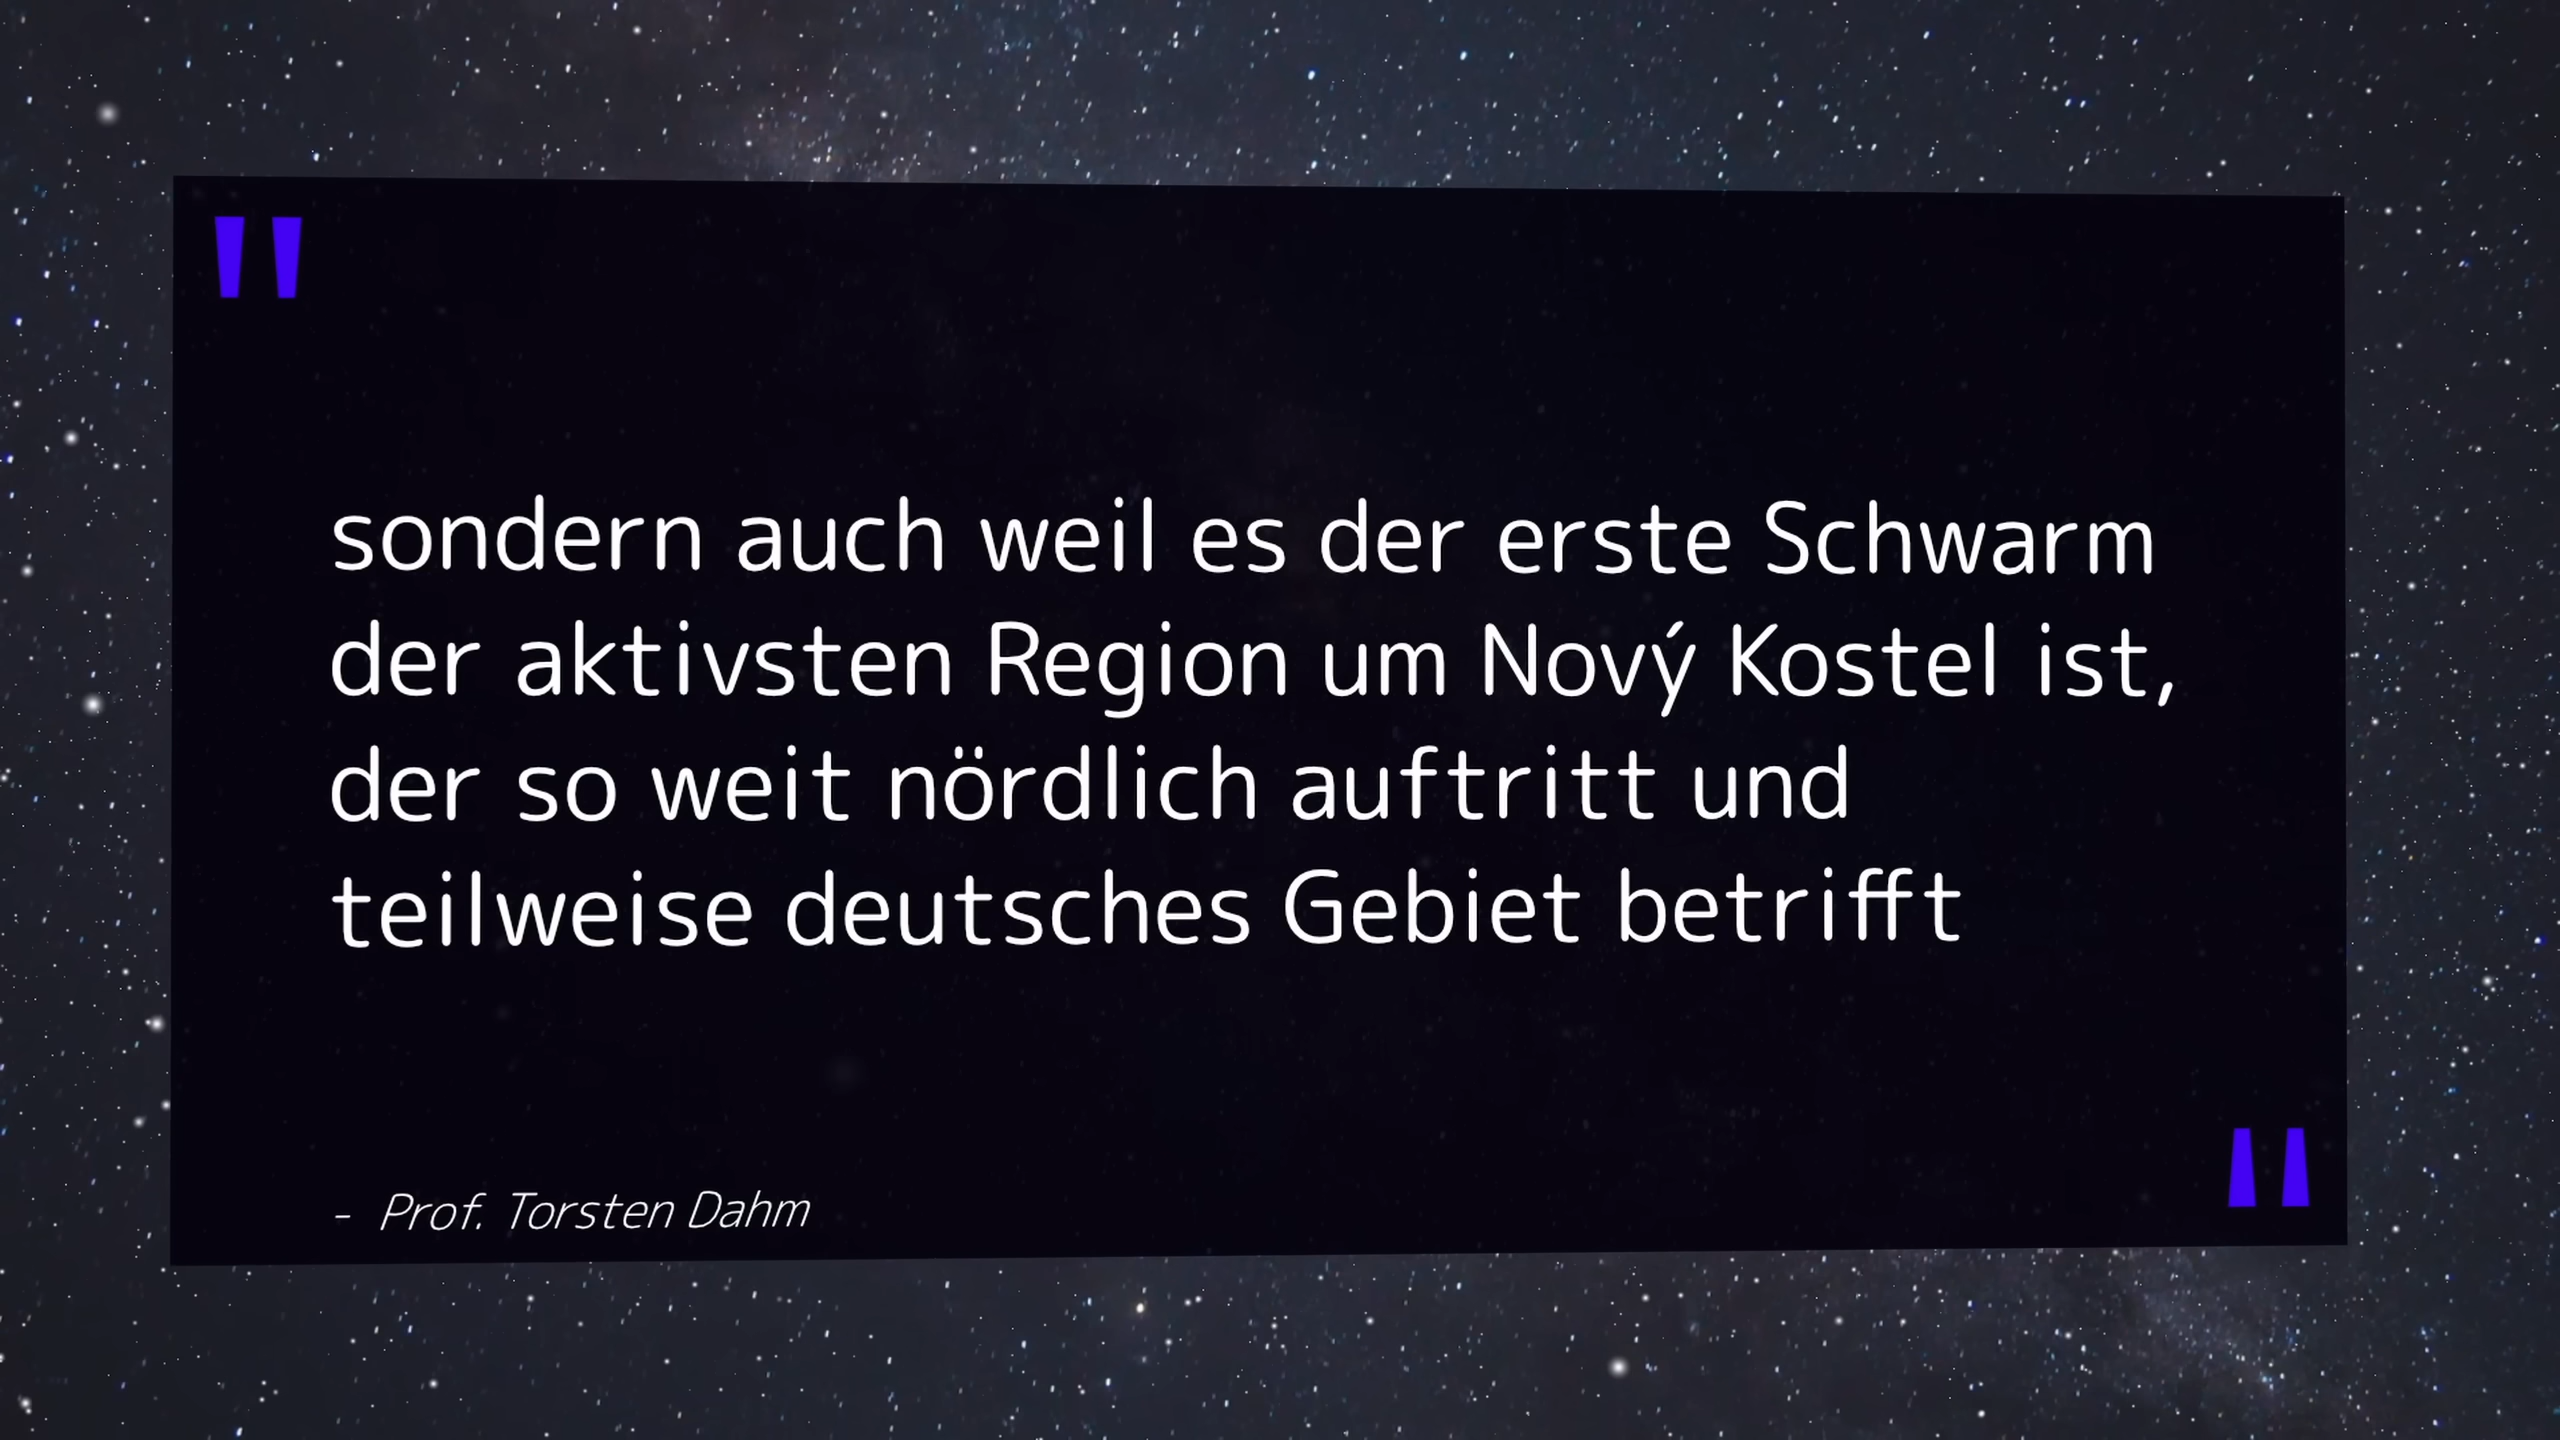 "
sondern auch weil es der erste Schwarm
der aktivsten Region um Nový Kostel ist,
der so weit nördlich auftritt und
teilweise deutsches Gebiet betrifft
"
- Prof. Torsten Dahm